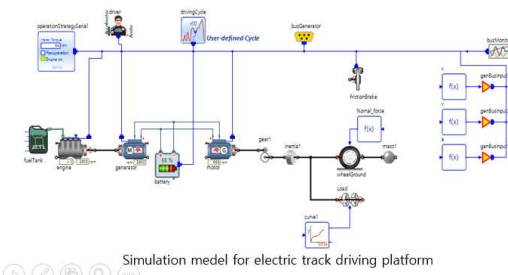 operationStrategySerial
driver
drivingCycle
User-defined Cycle
busGenerator
frictionBrake
Normal_force
f(x)
f(x)
f(x)
f(x)
genBusInput
genBusInput
genBusInput
fuelTank
engine
generator
50 %
battery
motor
gear1
inertia1
wheelGround
mass1
Load
curve1
Simulation medel for electric track driving platform